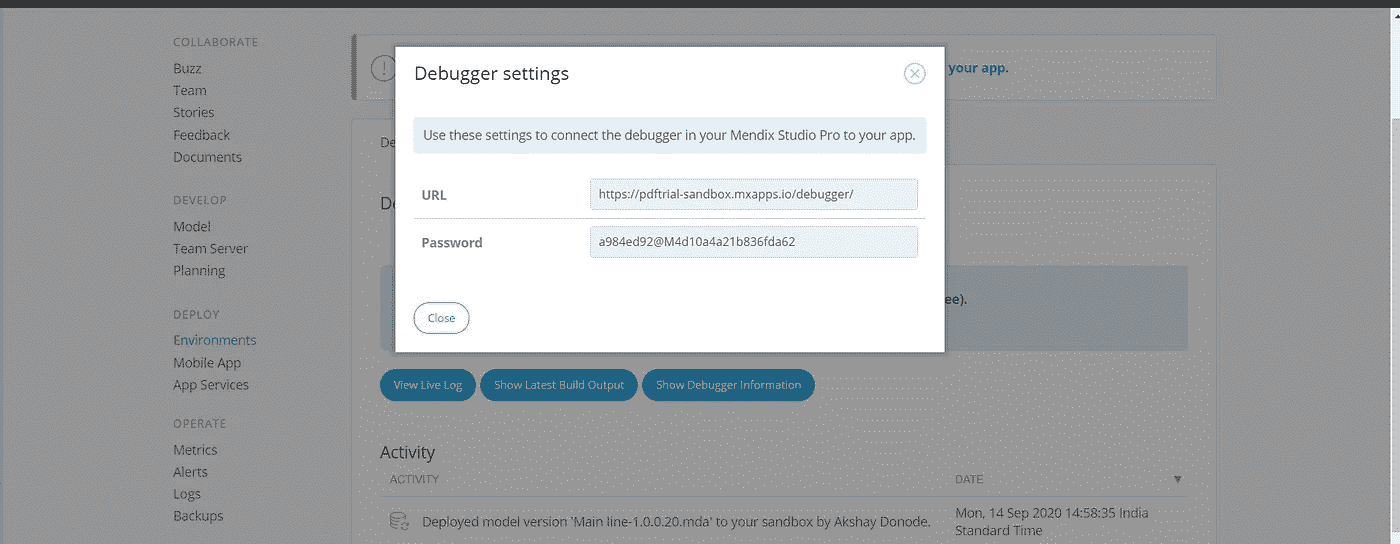 COLLABORATE
Buzz
Team
Stories
Feedback
Documents
DEVELOP
Model
Team Server
Planning
DEPLOY
Environments
Mobile App
App Services
OPERATE
Metrics
Alerts
Logs
Backups
your app.
De
De
ee).
Debugger settings
Use these settings to connect the debugger in your Mendix Studio Pro to your app.
URL
https://pdftrial-sandbox.mxapps.io/debugger/
Password
a984ed92@M4d10a4a21b836fda62
Close
View Live Log
Show Latest Build Output
Show Debugger Information
Activity
ACTIVITY
DATE
Deployed model version 'Main line-1.0.0.20.mda' to your sandbox by Akshay Donode.
Mon, 14 Sep 2020 14:58:35 India
Standard Time